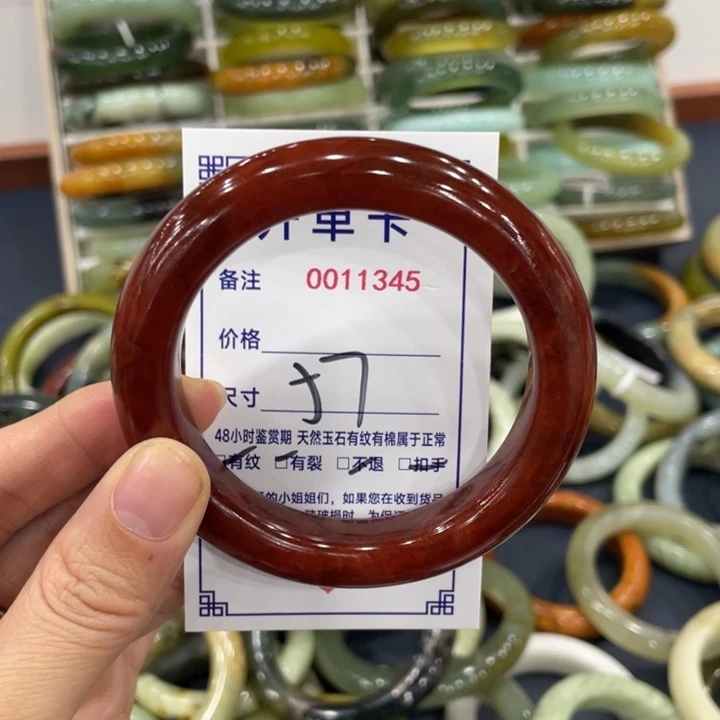 开单卡
备注 0011345
价格
尺寸 57
48小时鉴赏期 天然玉石有纹有棉属于正常
□有纹 □有裂 □不退 □扣手
的小姐姐们，如果您在收到货品